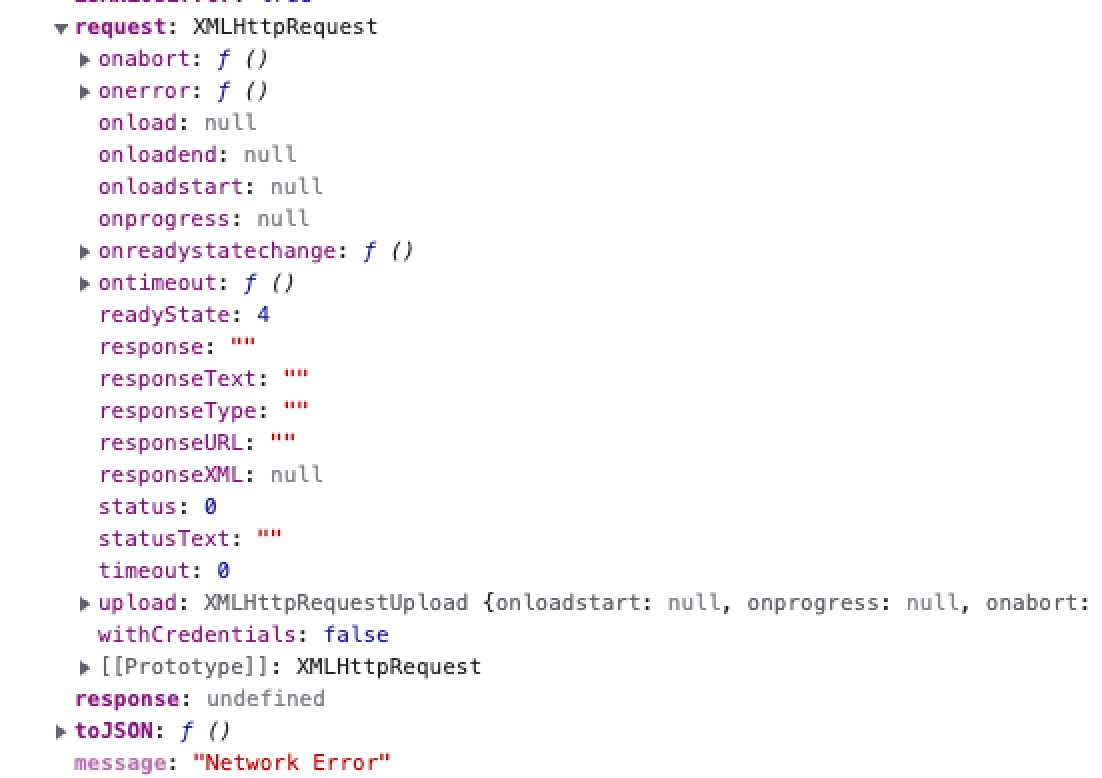 request: XMLHttpRequest
onabort: ƒ ()
onerror: ƒ ()
onload: null
onloadend: null
onloadstart: null
onprogress: null
onreadystatechange: ƒ ()
ontimeout: ƒ ()
readyState: 4
response: ""
responseText: ""
responseType: ""
responseURL: ""
responseXML: null
status: 0
statusText: ""
timeout: 0
upload: XMLHttpRequestUpload {onloadstart: null, onprogress: null, onabort:
withCredentials: false
[[Prototype]]: XMLHttpRequest
response: undefined
toJSON: ƒ ()
message: "Network Error"